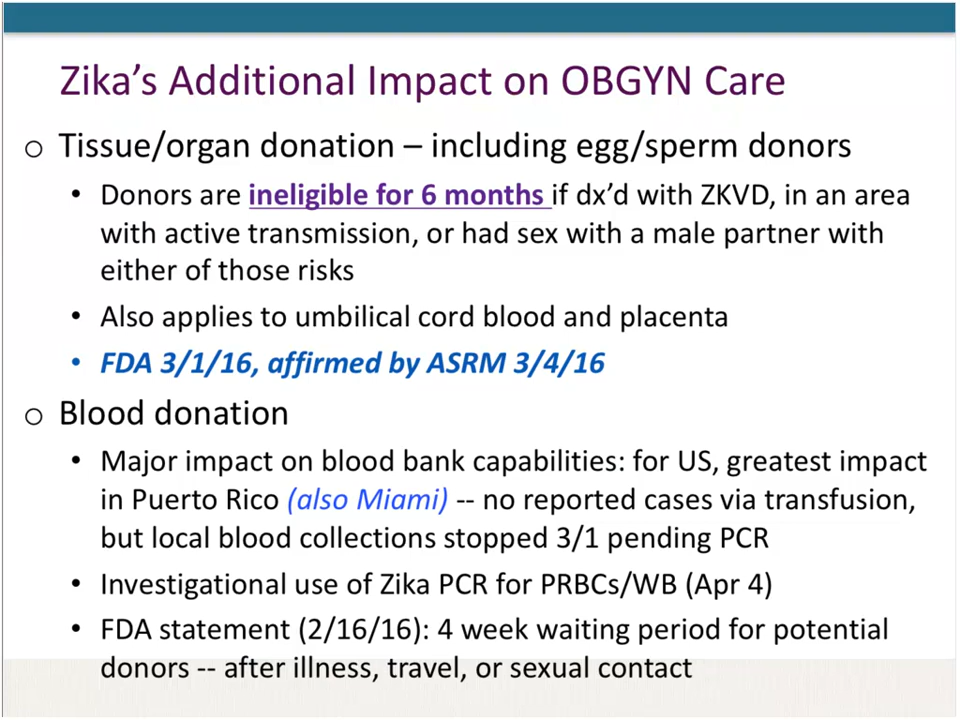 Zika's Additional Impact on OBGYN Care
o Tissue/organ donation – including egg/sperm donors
• Donors are ineligible for 6 months if dx'd with ZKVD, in an area
with active transmission, or had sex with a male partner with
either of those risks
• Also applies to umbilical cord blood and placenta
• FDA 3/1/16, affirmed by ASRM 3/4/16
o Blood donation
• Major impact on blood bank capabilities: for US, greatest impact
in Puerto Rico (also Miami) -- no reported cases via transfusion,
but local blood collections stopped 3/1 pending PCR
• Investigational use of Zika PCR for PRBCs/WB (Apr 4)
• FDA statement (2/16/16): 4 week waiting period for potential
donors -- after illness, travel, or sexual contact